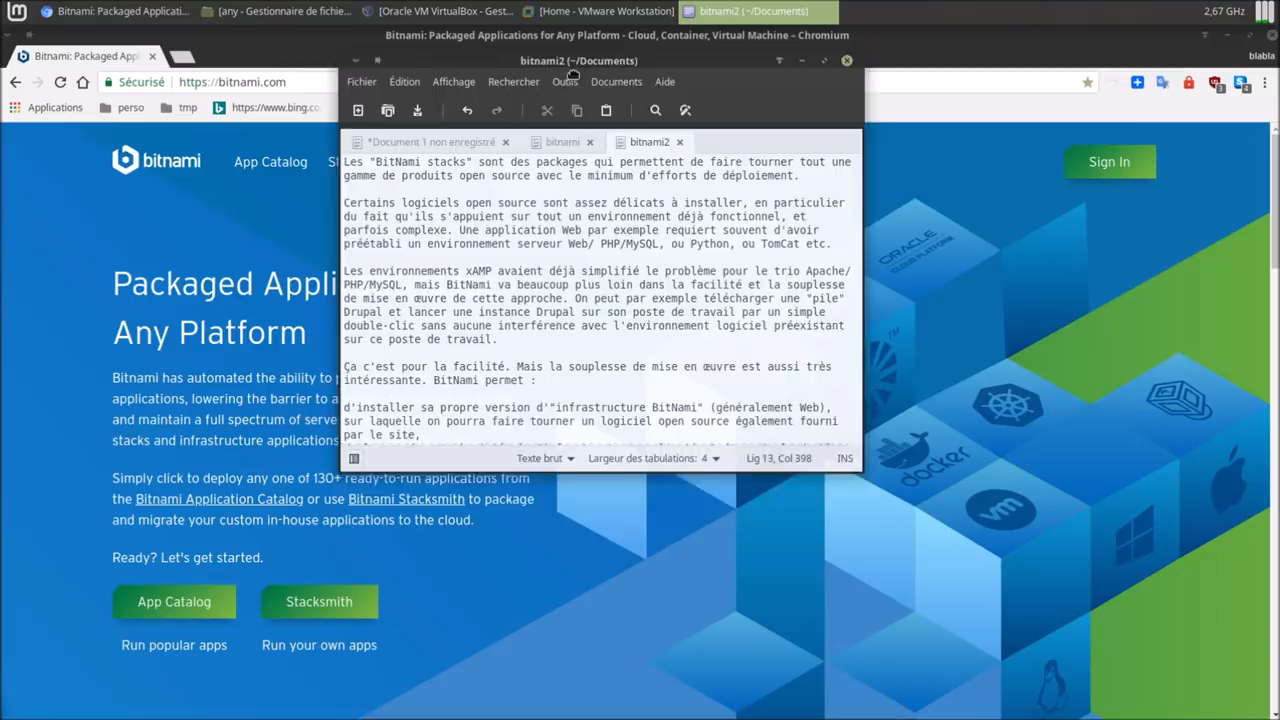 Bitnami: Packaged Applicati...
[any - Gestionnaire de fichie...
[Oracle VM VirtualBox - Gest...
[Home - VMware Workstation]
bitnami2 (~/Documents)
2,67 GHz
Bitnami: Packaged Applications for Any Platform - Cloud, Container, Virtual Machine – Chromium
Bitnami: Packaged App
blabla
Sécurisé
https://bitnami.com
Applications
perso
tmp
https://www.bing.co
3
4
bitnami
App Catalog
Sign In
Packaged Appli
Any Platform
Bitnami has automated the ability to p
applications, lowering the barrier to a
and maintain a full spectrum of serve
stacks and infrastructure applications
Simply click to deploy any one of 130+ ready-to-run applications from
the Bitnami Application Catalog or use Bitnami Stacksmith to package
and migrate your custom in-house applications to the cloud.
Ready? Let's get started.
App Catalog
Stacksmith
Run popular apps
Run your own apps
bitnami2 (~/Documents)
Fichier
Édition
Affichage
Rechercher
Outils
Documents
Aide
*Document 1 non enregistré
bitnami
bitnami2
Les "BitNami stacks" sont des packages qui permettent de faire tourner tout une
gamme de produits open source avec le minimum d'efforts de déploiement.
Certains logiciels open source sont assez délicats à installer, en particulier
du fait qu'ils s'appuient sur tout un environnement déjà fonctionnel, et
parfois complexe. Une application Web par exemple requiert souvent d'avoir
préétabli un environnement serveur Web/ PHP/MySQL, ou Python, ou TomCat etc.
Les environnements xAMP avaient déjà simplifié le problème pour le trio Apache/
PHP/MySQL, mais BitNami va beaucoup plus loin dans la facilité et la souplesse
de mise en œuvre de cette approche. On peut par exemple télécharger une "pile"
Drupal et lancer une instance Drupal sur son poste de travail par un simple
double-clic sans aucune interférence avec l'environnement logiciel préexistant
sur ce poste de travail.
Ça c'est pour la facilité. Mais la souplesse de mise en œuvre est aussi très
intéressante. BitNami permet :
d'installer sa propre version d'"infrastructure BitNami" (généralement Web),
sur laquelle on pourra faire tourner un logiciel open source également fourni
par le site,
Texte brut
Largeur des tabulations: 4
Lig 13, Col 398
INS
ORACLE
CLOUD PLATFORM
TM
docker
vm